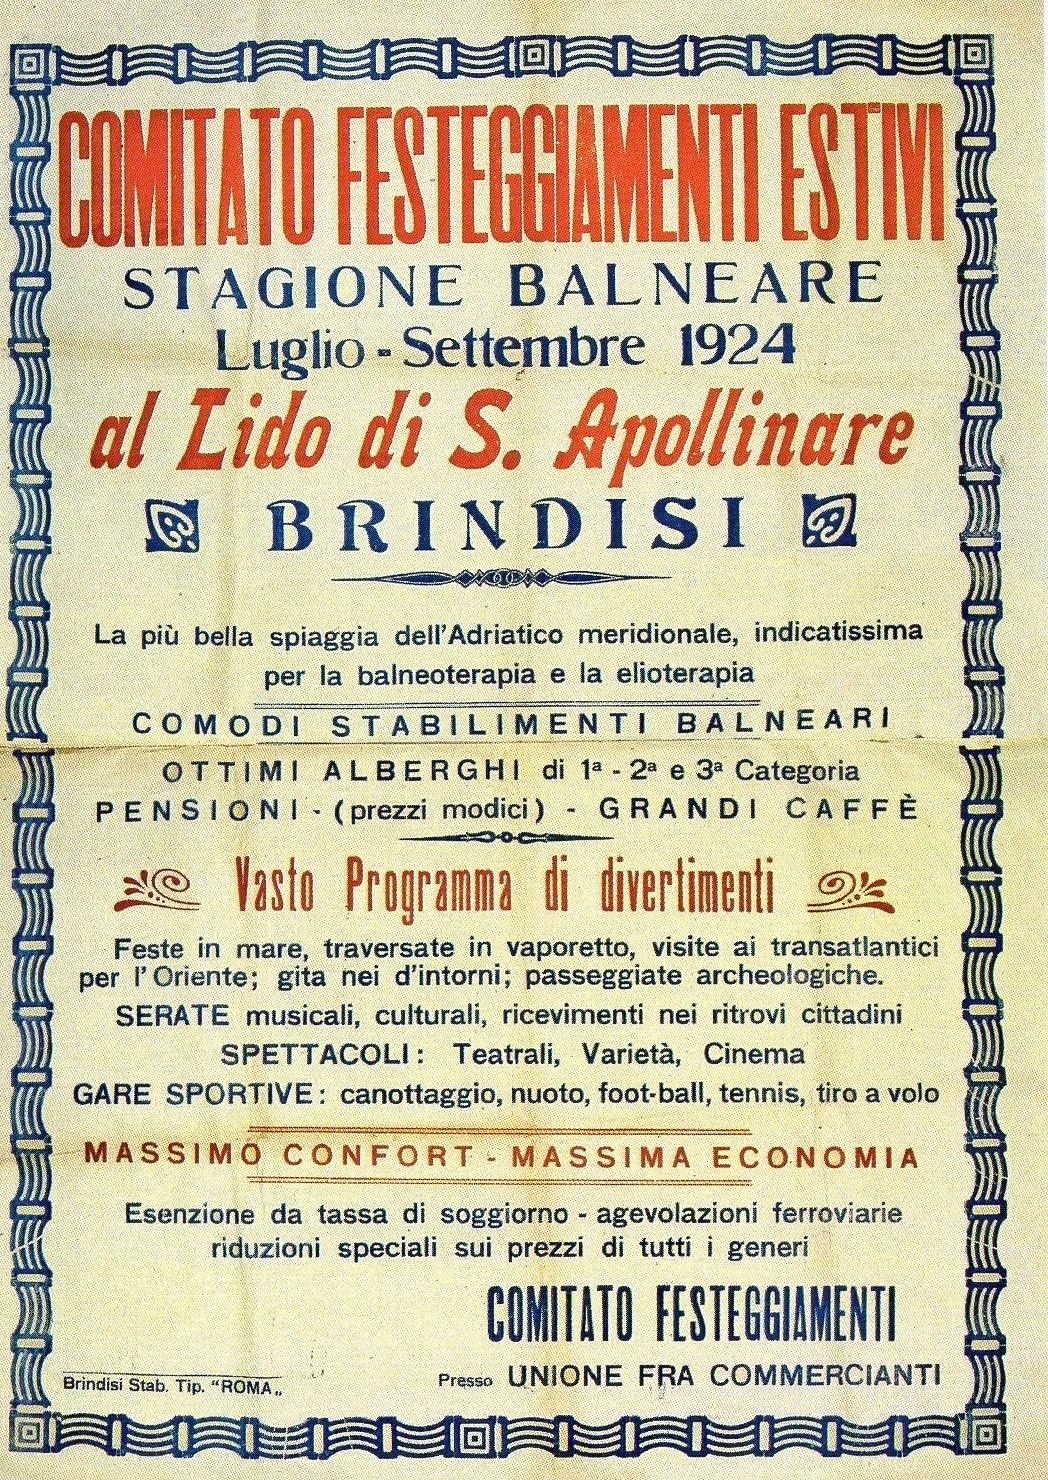 COMITATO FESTEGGIAMENTI ESTIVI
STAGIONE BALNEARE
Luglio - Settembre 1924
al Lido di S. Apollinare
BRINDISI
La più bella spiaggia dell'Adriatico meridionale, indicatissima
per la balneoterapia e la elioterapia
COMODI STABILIMENTI BALNEARI
OTTIMI ALBERGHI di 1ª - 2ª e 3ª Categoria
PENSIONI - (prezzi modici) - GRANDI CAFFÈ
Vasto Programma di divertimenti
Feste in mare, traversate in vaporetto, visite ai transatlantici
per l'Oriente; gita nei d'intorni; passeggiate archeologiche.
SERATE musicali, culturali, ricevimenti nei ritrovi cittadini
SPETTACOLI: Teatrali, Varietà, Cinema
GARE SPORTIVE: canottaggio, nuoto, foot-ball, tennis, tiro a volo
MASSIMO CONFORT - MASSIMA ECONOMIA
Esenzione da tassa di soggiorno - agevolazioni ferroviarie
riduzioni speciali sui prezzi di tutti i generi
COMITATO FESTEGGIAMENTI
Presso UNIONE FRA COMMERCIANTI
Brindisi Stab. Tip. "ROMA„